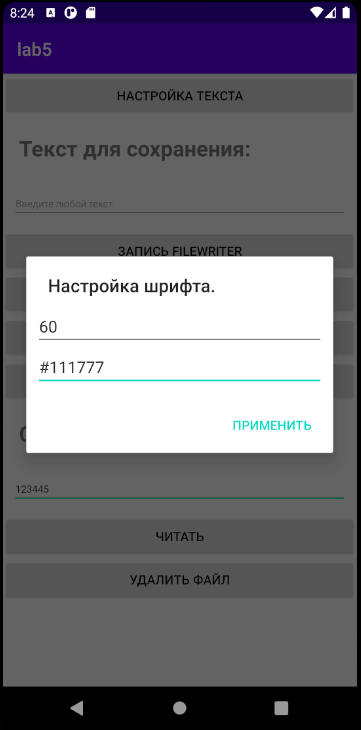 8:24
lab5
НАСТРОЙКА ТЕКСТА
Текст для сохранения:
Введите любой текст
ЗАПИСЬ FILEWRITER
Настройка шрифта.
60
#111777
ПРИМЕНИТЬ
123445
ЧИТАТЬ
УДАЛИТЬ ФАЙЛ